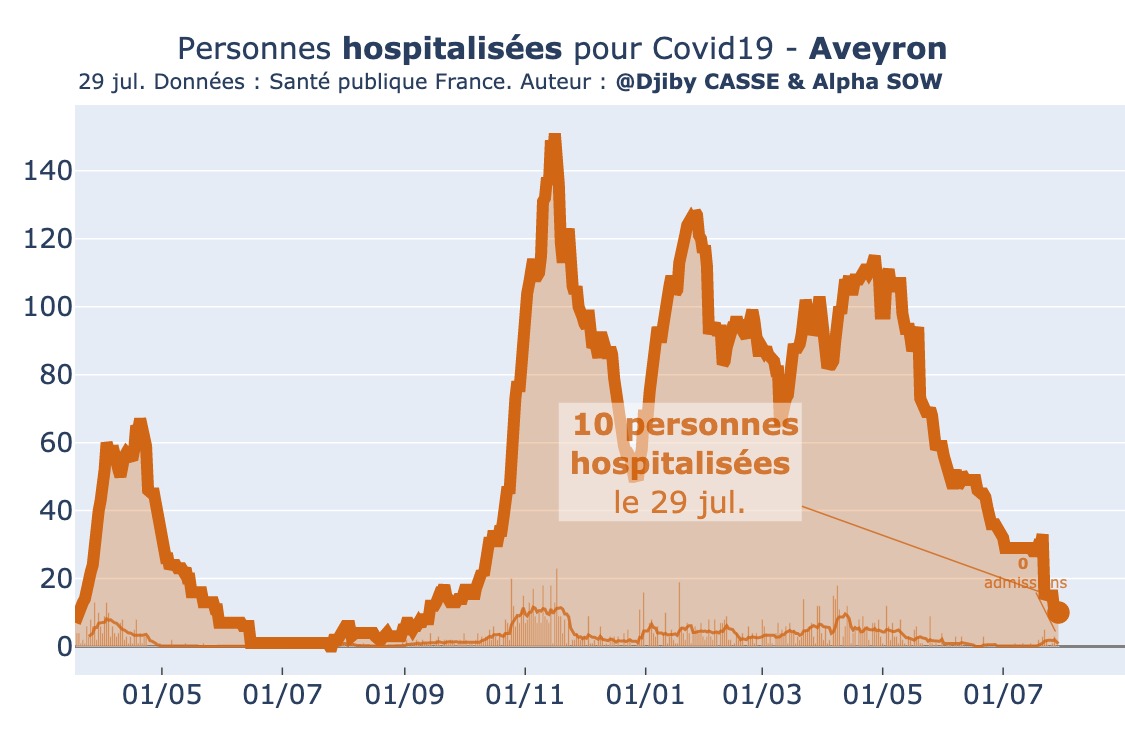 Personnes hospitalisées pour Covid19 - Aveyron
29 jul. Données : Santé publique France. Auteur : @Djiby CASSE & Alpha SOW
140
120
100
80
60
40
20
0
10 personnes
hospitalisées
le 29 jul.
0
admissions
01/05
01/07
01/09
01/11
01/01
01/03
01/05
01/07